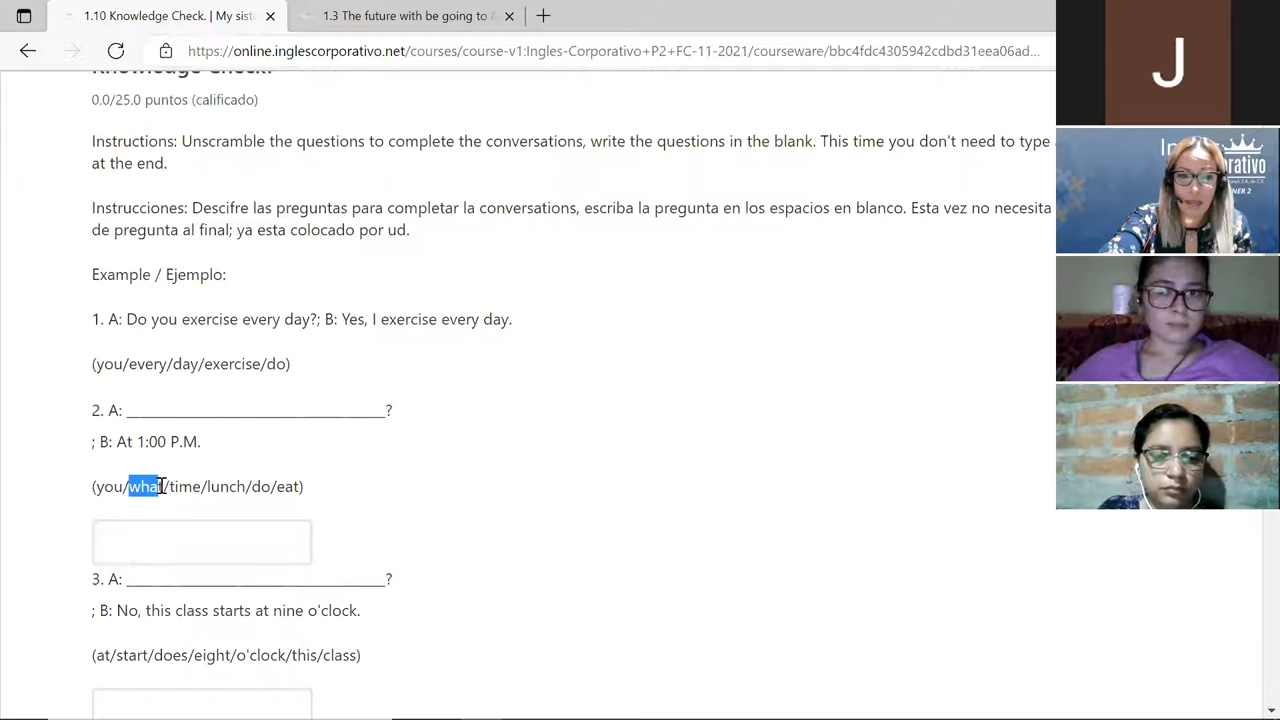 1.10 Knowledge Check. | My sist
1.3 The future with be going to
https://online.inglescorporativo.net/courses/course-v1:Ingles-Corporativo+P2+FC-11-2021/courseware/bbc4fdc4305942cdbd31eea06ad...
Knowledge Check.
0.0/25.0 puntos (calificado)
Instructions: Unscramble the questions to complete the conversations, write the questions in the blank. This time you don't need to type
at the end.
Instrucciones: Descifre las preguntas para completar la conversations, escriba la pregunta en los espacios en blanco. Esta vez no necesita
de pregunta al final; ya esta colocado por ud.
Example / Ejemplo:
1. A: Do you exercise every day?; B: Yes, I exercise every day.
(you/every/day/exercise/do)
2. A: ______________________________?
; B: At 1:00 P.M.
(you/what/time/lunch/do/eat)
3. A: ______________________________?
; B: No, this class starts at nine o'clock.
(at/start/does/eight/o'clock/this/class)
J